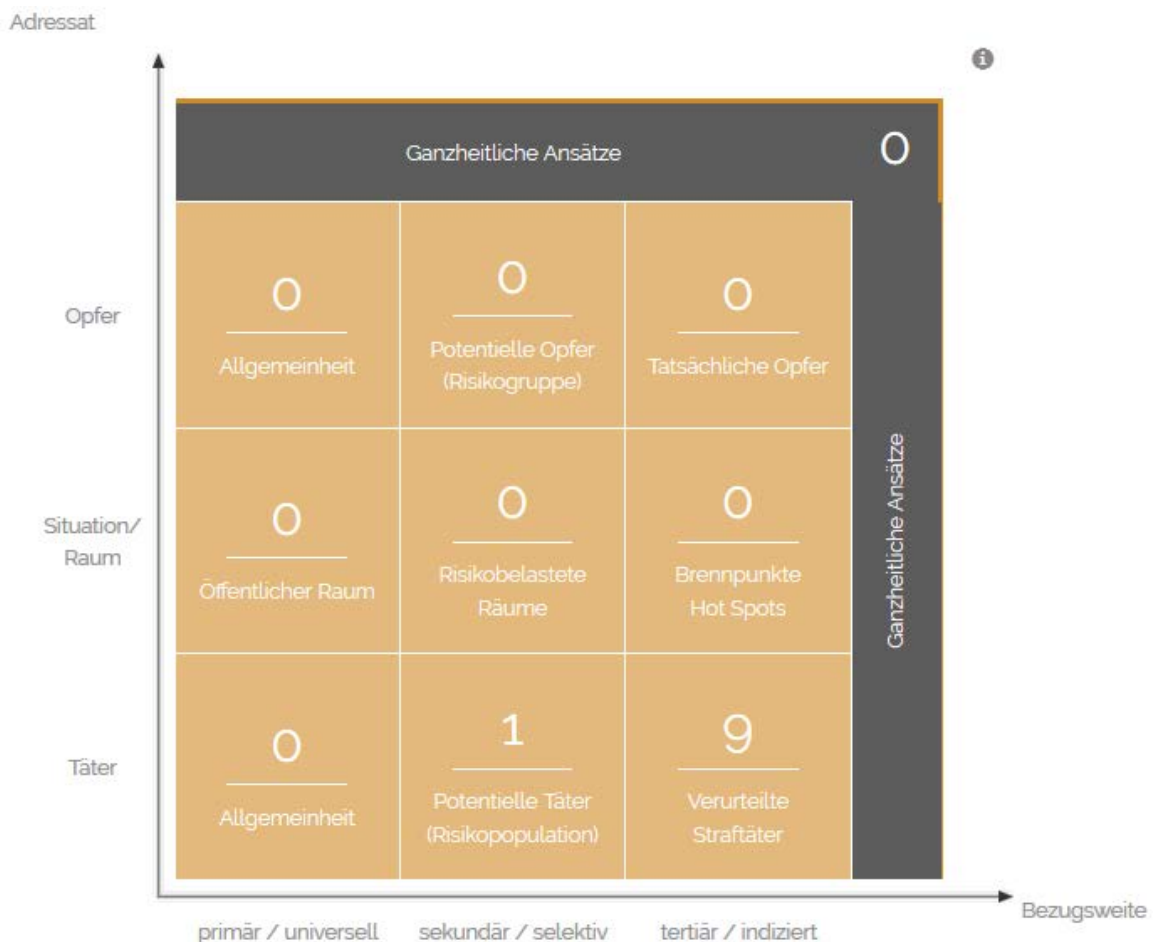 Adressat
i
Ganzheitliche Ansätze
0
Opfer
0
Allgemeinheit
0
Potentielle Opfer
(Risikogruppe)
0
Tatsächliche Opfer
Ganzheitliche Ansätze
Situation/
Raum
0
Öffentlicher Raum
0
Risikobelastete
Räume
0
Brennpunkte
Hot Spots
Täter
0
Allgemeinheit
1
Potentielle Täter
(Risikopopulation)
9
Verurteilte
Straftäter
Bezugsweite
primär / universell
sekundär / selektiv
tertiär / indiziert